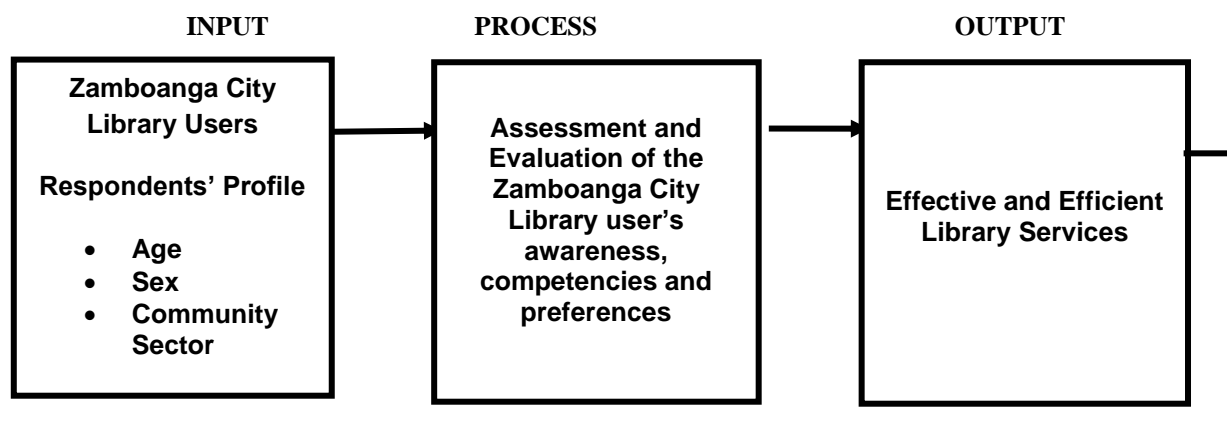 INPUT PROCESS OUTPUT
Zamboanga City
Library Users
Respondents’ Profile
• Age
• Sex
• Community
Sector
Assessment and
Evaluation of the
Zamboanga City
Library user’s
awareness,
competencies and
preferences
Effective and Efficient
Library Services